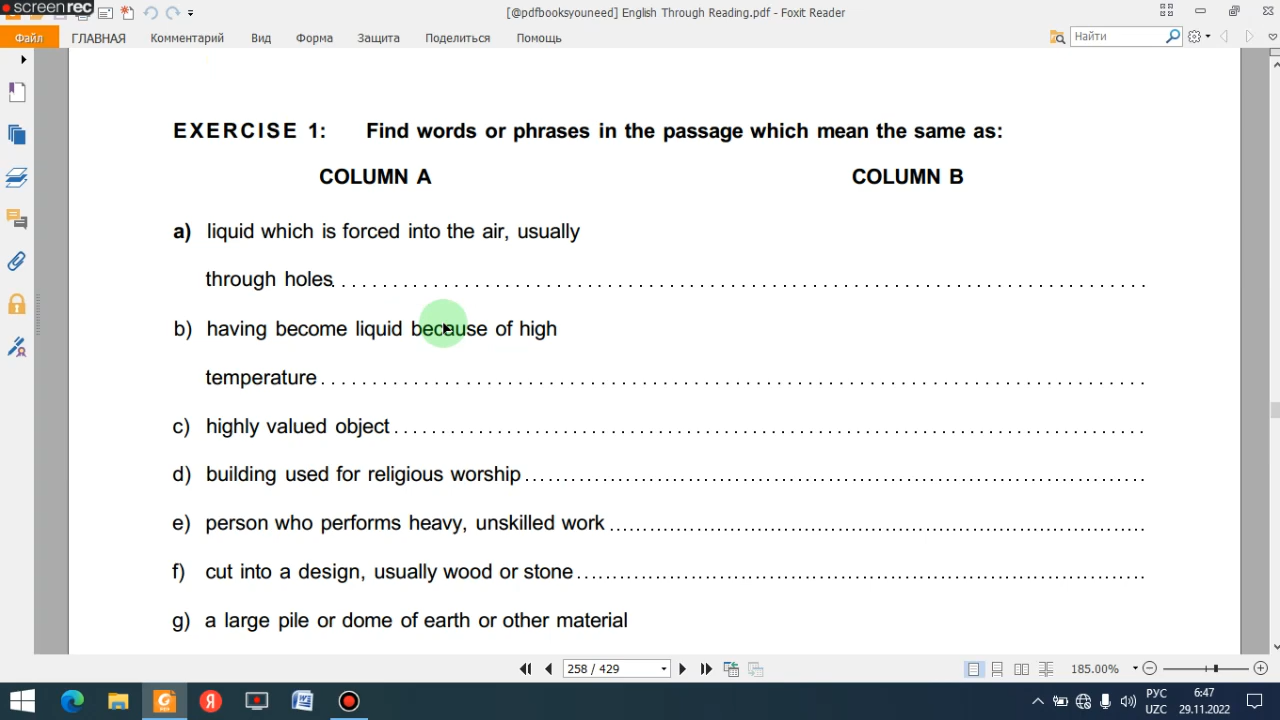 screenrec
[@pdfbooksyouneed] English Through Reading.pdf - Foxit Reader
Файл ГЛАВНАЯ Комментарий Вид Форма Защита Поделиться Помощь Найти
EXERCISE 1: Find words or phrases in the passage which mean the same as:
COLUMN A COLUMN B
a) liquid which is forced into the air, usually
through holes
b) having become liquid because of high
temperature
c) highly valued object
d) building used for religious worship
e) person who performs heavy, unskilled work
f) cut into a design, usually wood or stone
g) a large pile or dome of earth or other material
258 / 429 185.00%
РУС 6:47
UZC 29.11.2022